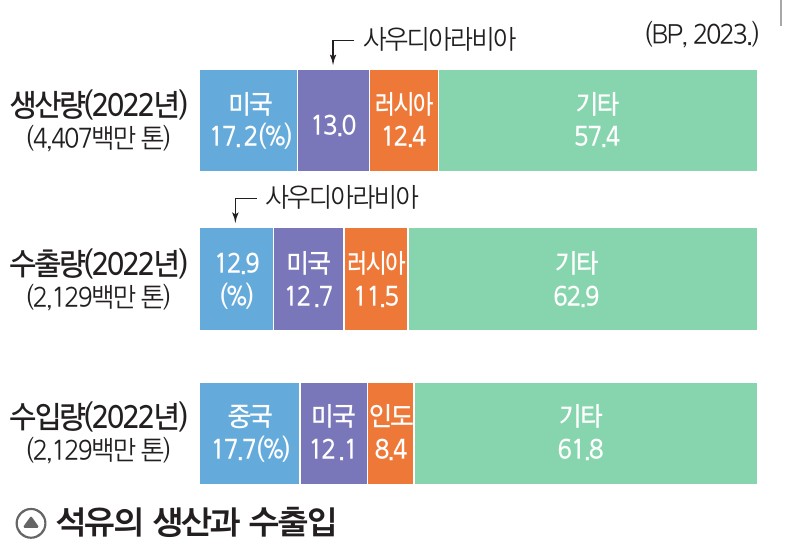 사우디아라비아
(BP, 2023.)
생산량(2022년)
(4,407백만 톤)
미국
17.2(%)
13.0
러시아
12.4
기타
57.4
사우디아라비아
수출량(2022년)
(2,129백만 톤)
12.9
(%)
미국
12.7
러시아
11.5
기타
62.9
수입량(2022년)
(2,129백만 톤)
중국
17.7(%)
미국
12.1
인도
8.4
기타
61.8
석유의 생산과 수출입